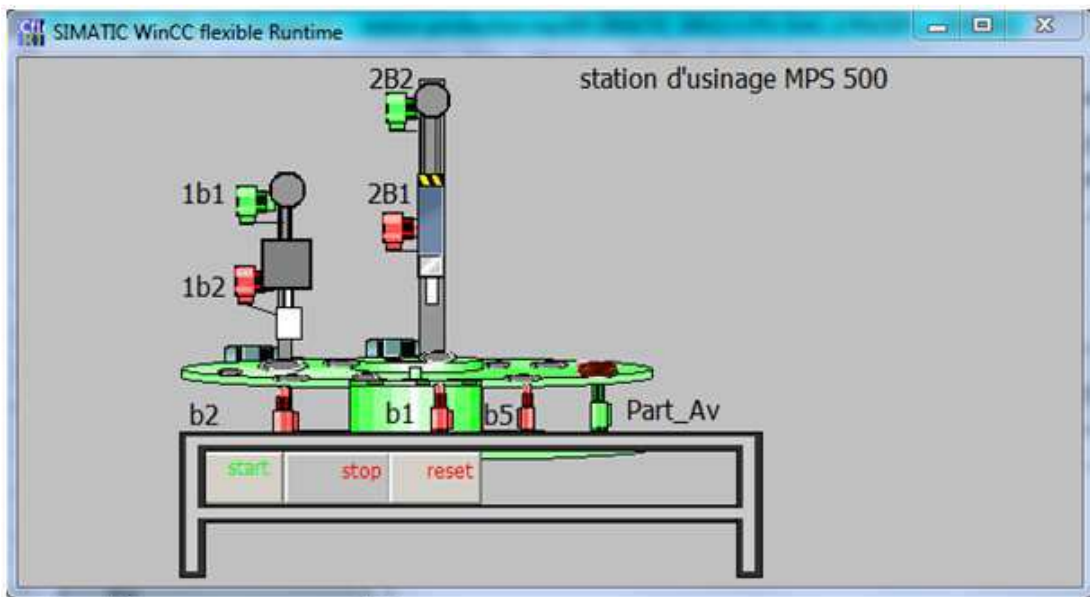 SIMATIC WinCC flexible Runtime
station d'usinage MPS 500
2B2
1b1
2B1
1b2
b2
b1
b5
Part_Av
start
stop
reset